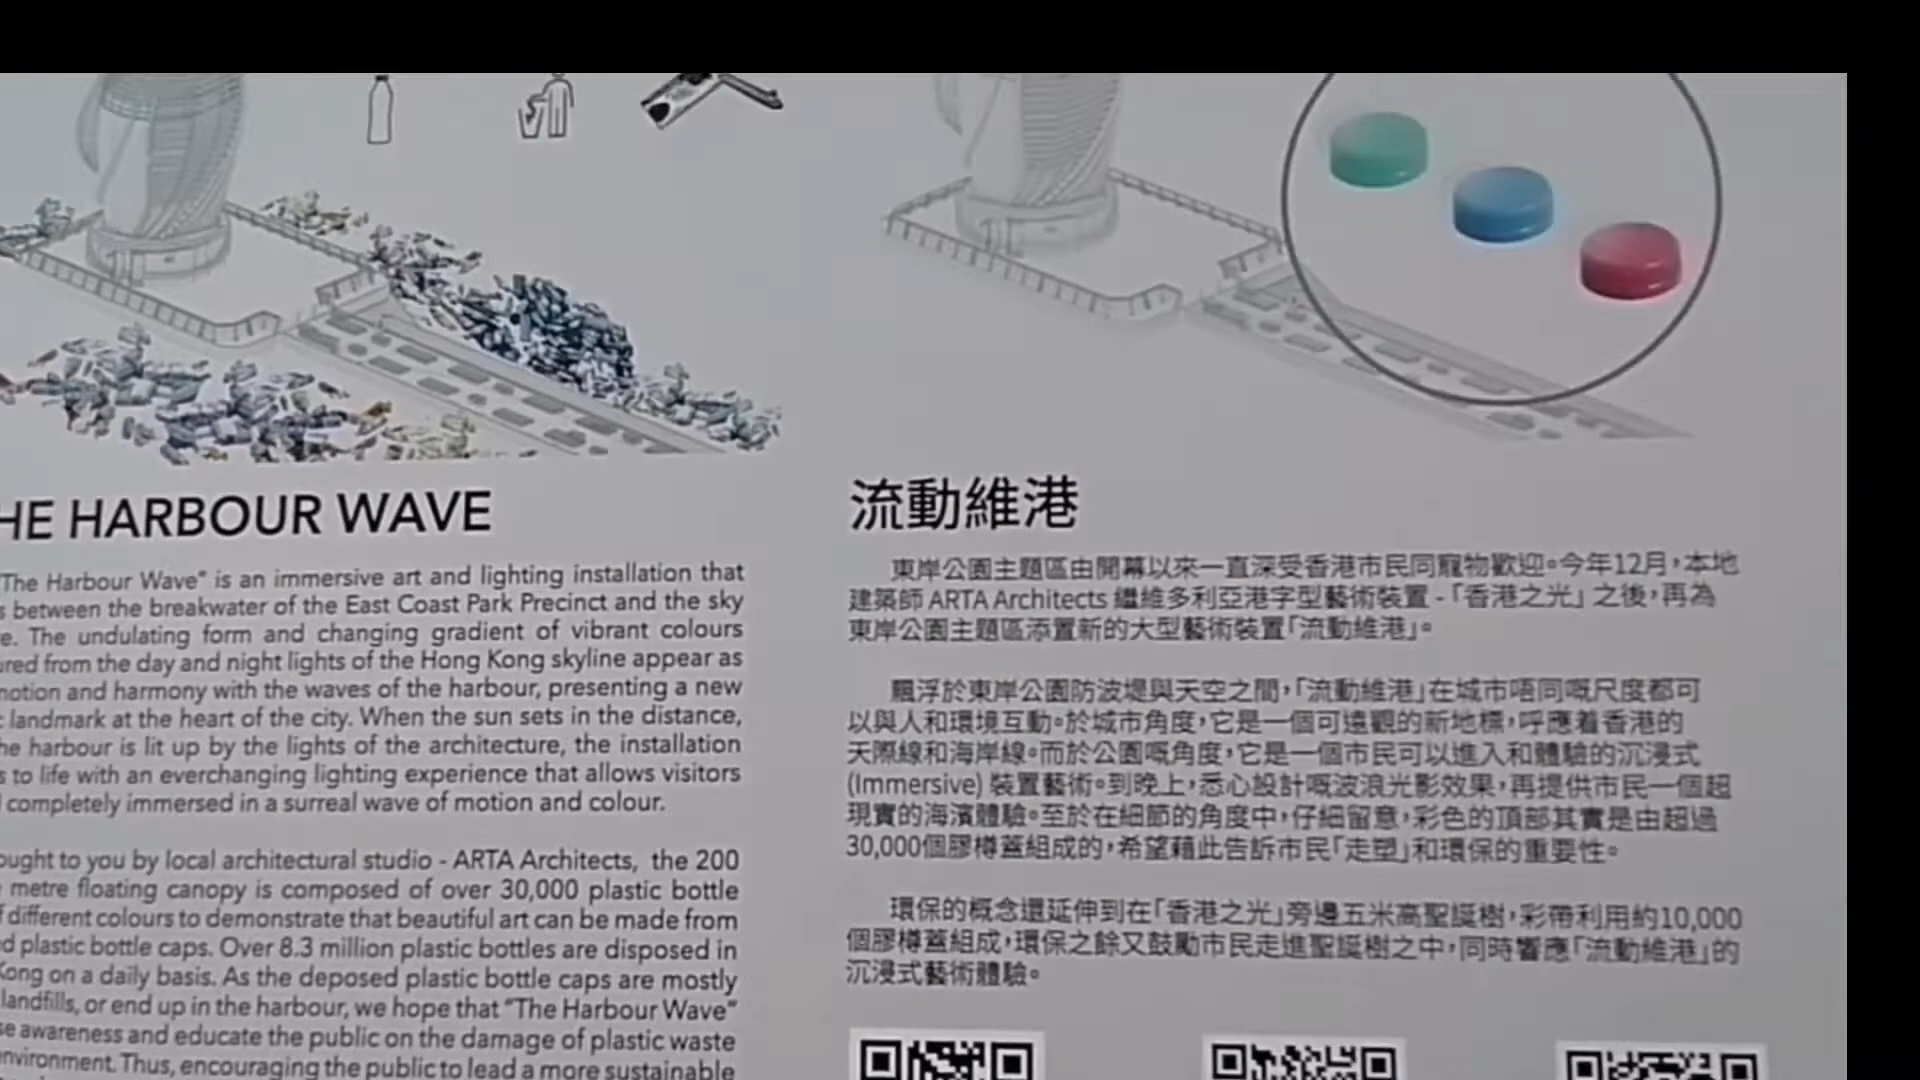 HE HARBOUR WAVE
"The Harbour Wave" is an immersive art and lighting installation that
s between the breakwater of the East Coast Park Precinct and the sky
e. The undulating form and changing gradient of vibrant colours
ured from the day and night lights of the Hong Kong skyline appear as
notion and harmony with the waves of the harbour, presenting a new
landmark at the heart of the city. When the sun sets in the distance,
he harbour is lit up by the lights of the architecture, the installation
s to life with an everchanging lighting experience that allows visitors
completely immersed in a surreal wave of motion and colour.
ought to you by local architectural studio - ARTA Architects, the 200
metre floating canopy is composed of over 30,000 plastic bottle
f different colours to demonstrate that beautiful art can be made from
d plastic bottle caps. Over 8.3 million plastic bottles are disposed in
Kong on a daily basis. As the deposed plastic bottle caps are mostly
landfills, or end up in the harbour, we hope that "The Harbour Wave"
se awareness and educate the public on the damage of plastic waste
nvironment. Thus, encouraging the public to lead a more sustainable
流動維港
東岸公園主題區由開幕以來一直深受香港市民同寵物歡迎。今年12月,本地
建築師 ARTA Architects 繼維多利亞港字型藝術裝置 -「香港之光」之後,再為
東岸公園主題區添置新的大型藝術裝置「流動維港」。
飄浮於東岸公園防波堤與天空之間,「流動維港」在城市唔同嘅尺度都可
以與人和環境互動。於城市角度,它是一個可遠觀的新地標,呼應着香港的
天際線和海岸線。而於公園嘅角度,它是一個市民可以進入和體驗的沉浸式
(Immersive) 裝置藝術。到晚上,悉心設計嘅波浪光影效果,再提供市民一個超
現實的海濱體驗。至於在細節的角度中,仔細留意,彩色的頂部其實是由超過
30,000個膠樽蓋組成的,希望藉此告訴市民「走塑」和環保的重要性。
環保的概念還延伸到在「香港之光」旁邊五米高聖誕樹,彩帶利用約10,000
個膠樽蓋組成,環保之餘又鼓勵市民走進聖誕樹之中,同時響應「流動維港」的
沉浸式藝術體驗。